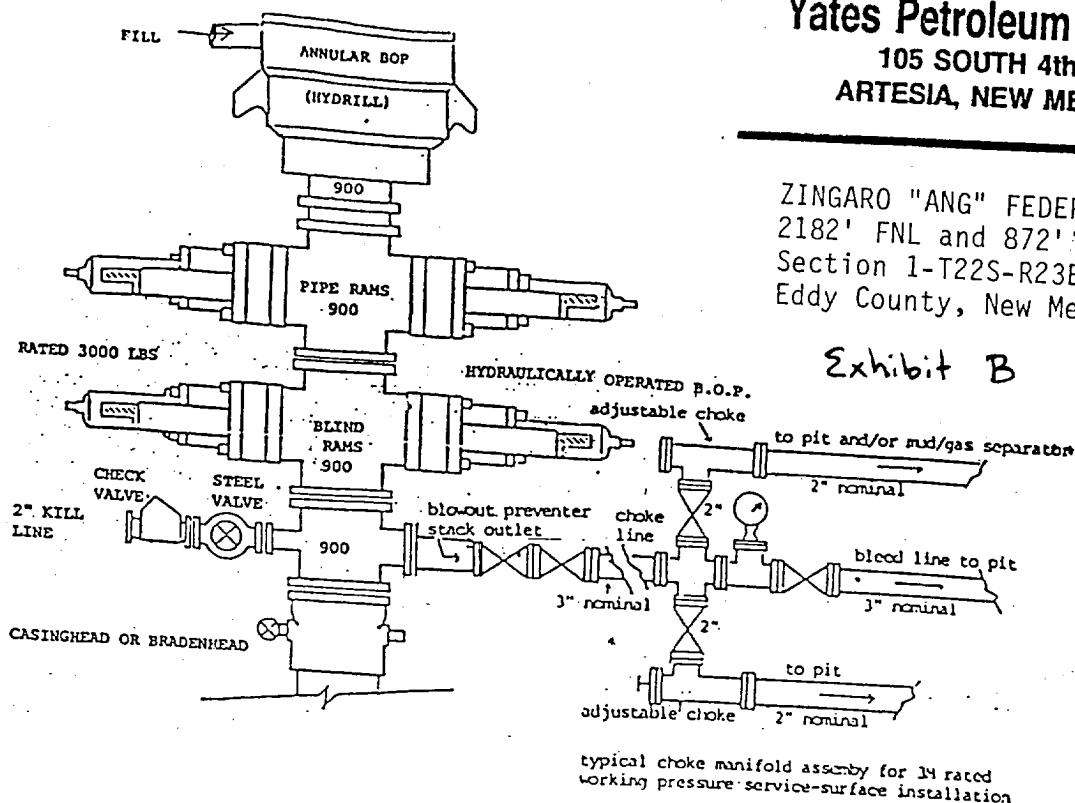 Yates Petroleum
105 SOUTH 4th
ARTESIA, NEW ME
ZINGARO "ANG" FEDER
2182' FNL and 872'
Section 1-T22S-R23E
Eddy County, New Me
Exhibit B
FILL
ANNULAR BOP
(HYDRILL)
900
PIPE RAMS
900
RATED 3000 LBS
HYDRAULICALLY OPERATED B.O.P.
BLIND
RAMS
900
adjustable choke
to pit and/or mud/gas separator
2" nominal
CHECK
VALVE
STEEL
VALVE
2" KILL
LINE
900
blowout preventer
stack outlet
choke
line
2"
bleed line to pit
3" nominal
3" nominal
2"
CASINGHEAD OR BRADENHEAD
to pit
adjustable choke
2" nominal
typical choke manifold assemby for 3M rated
working pressure service-surface installation